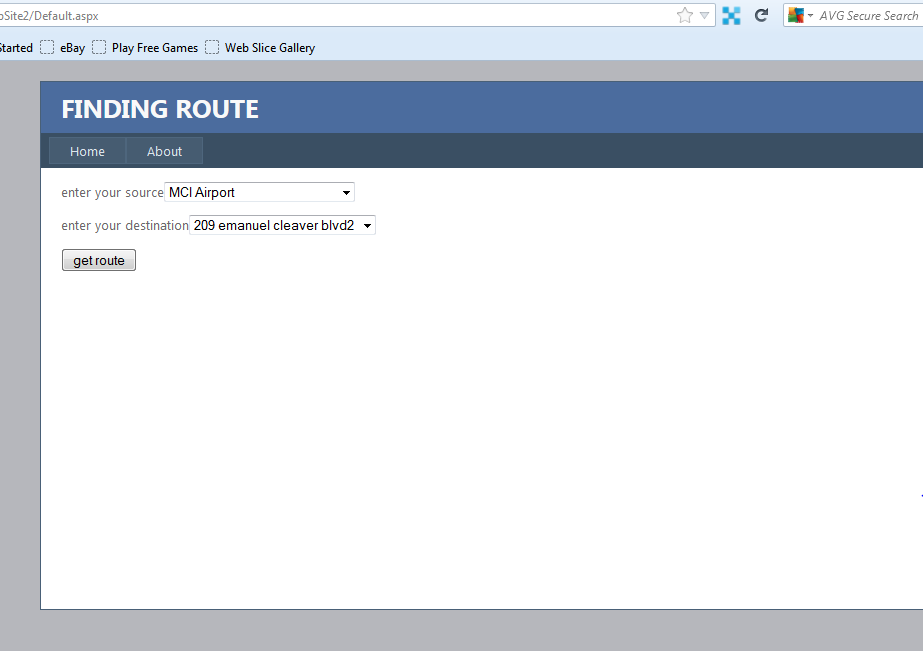 bSite2/Default.aspx
AVG Secure Search
Started eBay Play Free Games Web Slice Gallery
FINDING ROUTE
Home About
enter your source MCI Airport
enter your destination 209 emanuel cleaver blvd2
get route